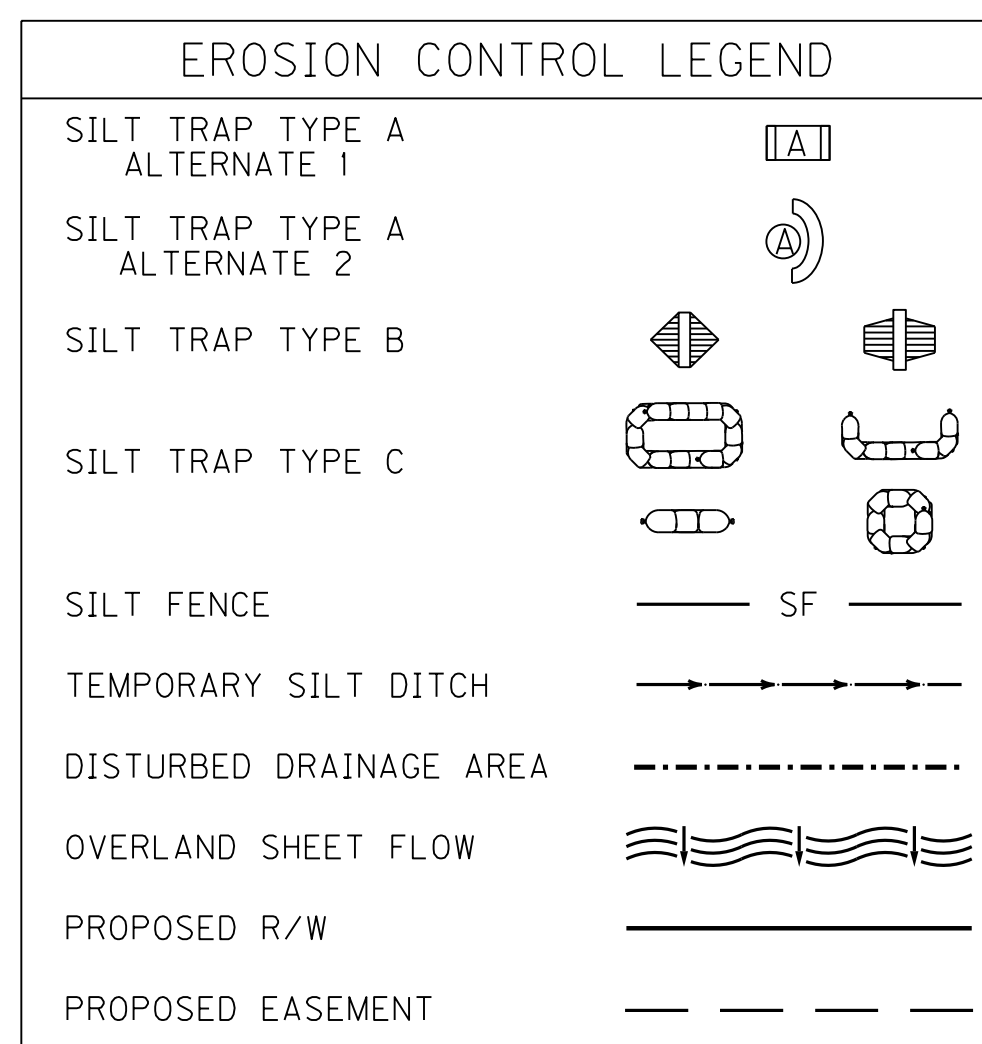 EROSION CONTROL LEGEND
SILT TRAP TYPE A
ALTERNATE 1
A
SILT TRAP TYPE A
ALTERNATE 2
A
SILT TRAP TYPE B
SILT TRAP TYPE C
SILT FENCE
SF
TEMPORARY SILT DITCH
DISTURBED DRAINAGE AREA
OVERLAND SHEET FLOW
PROPOSED R/W
PROPOSED EASEMENT